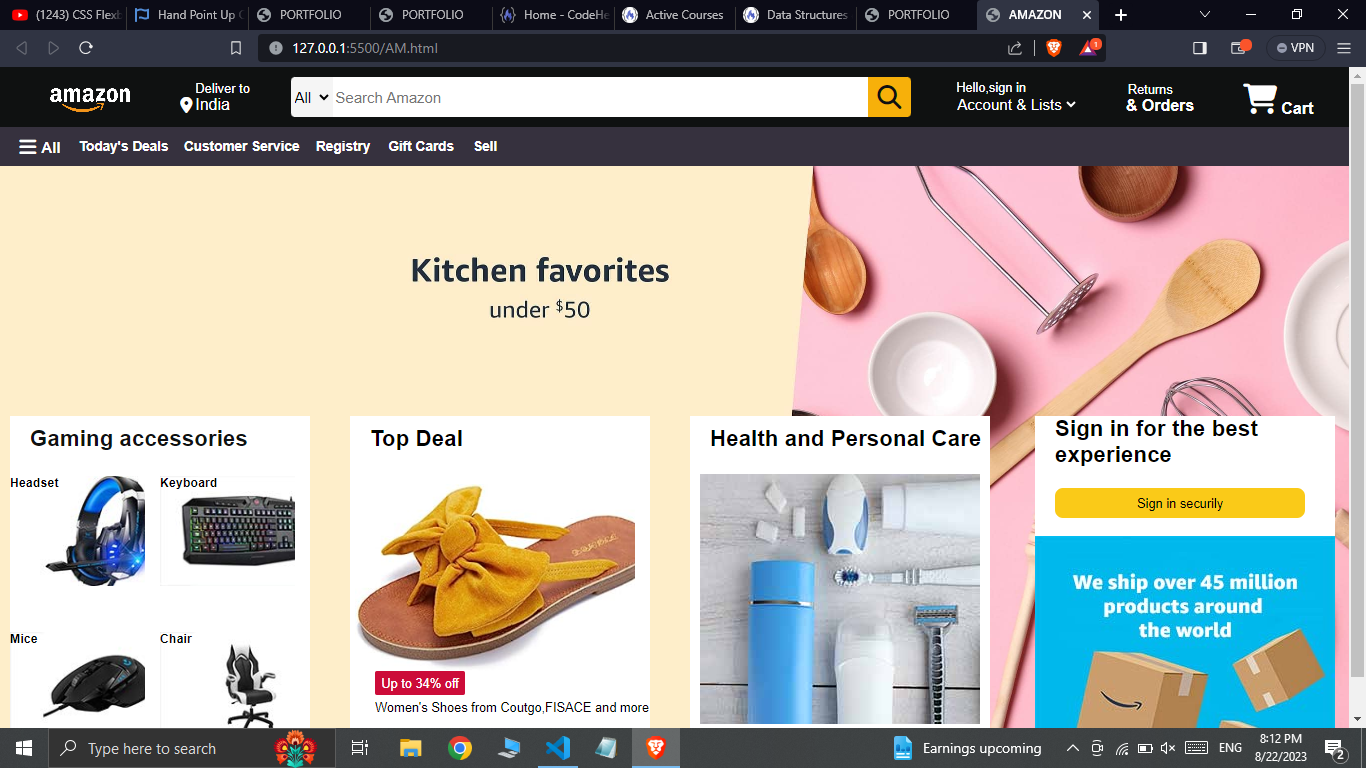 (1243) CSS Flexb
Hand Point Up
PORTFOLIO
PORTFOLIO
Home - CodeHe
Active Courses
Data Structures
PORTFOLIO
AMAZON
127.0.0.1:5500/AM.html
1
VPN
amazon
Deliver to
India
All
Search Amazon
Hello,sign in
Account & Lists
Returns
& Orders
Cart
All
Today's Deals
Customer Service
Registry
Gift Cards
Sell
Kitchen favorites
under $50
Gaming accessories
Headset
Keyboard
Mice
Chair
Top Deal
Up to 34% off
Women's Shoes from Coutgo,FISACE and more
Health and Personal Care
Sign in for the best
experience
Sign in securily
We ship over 45 million
products around
the world
Type here to search
Earnings upcoming
ENG
8:12 PM
8/22/2023
2